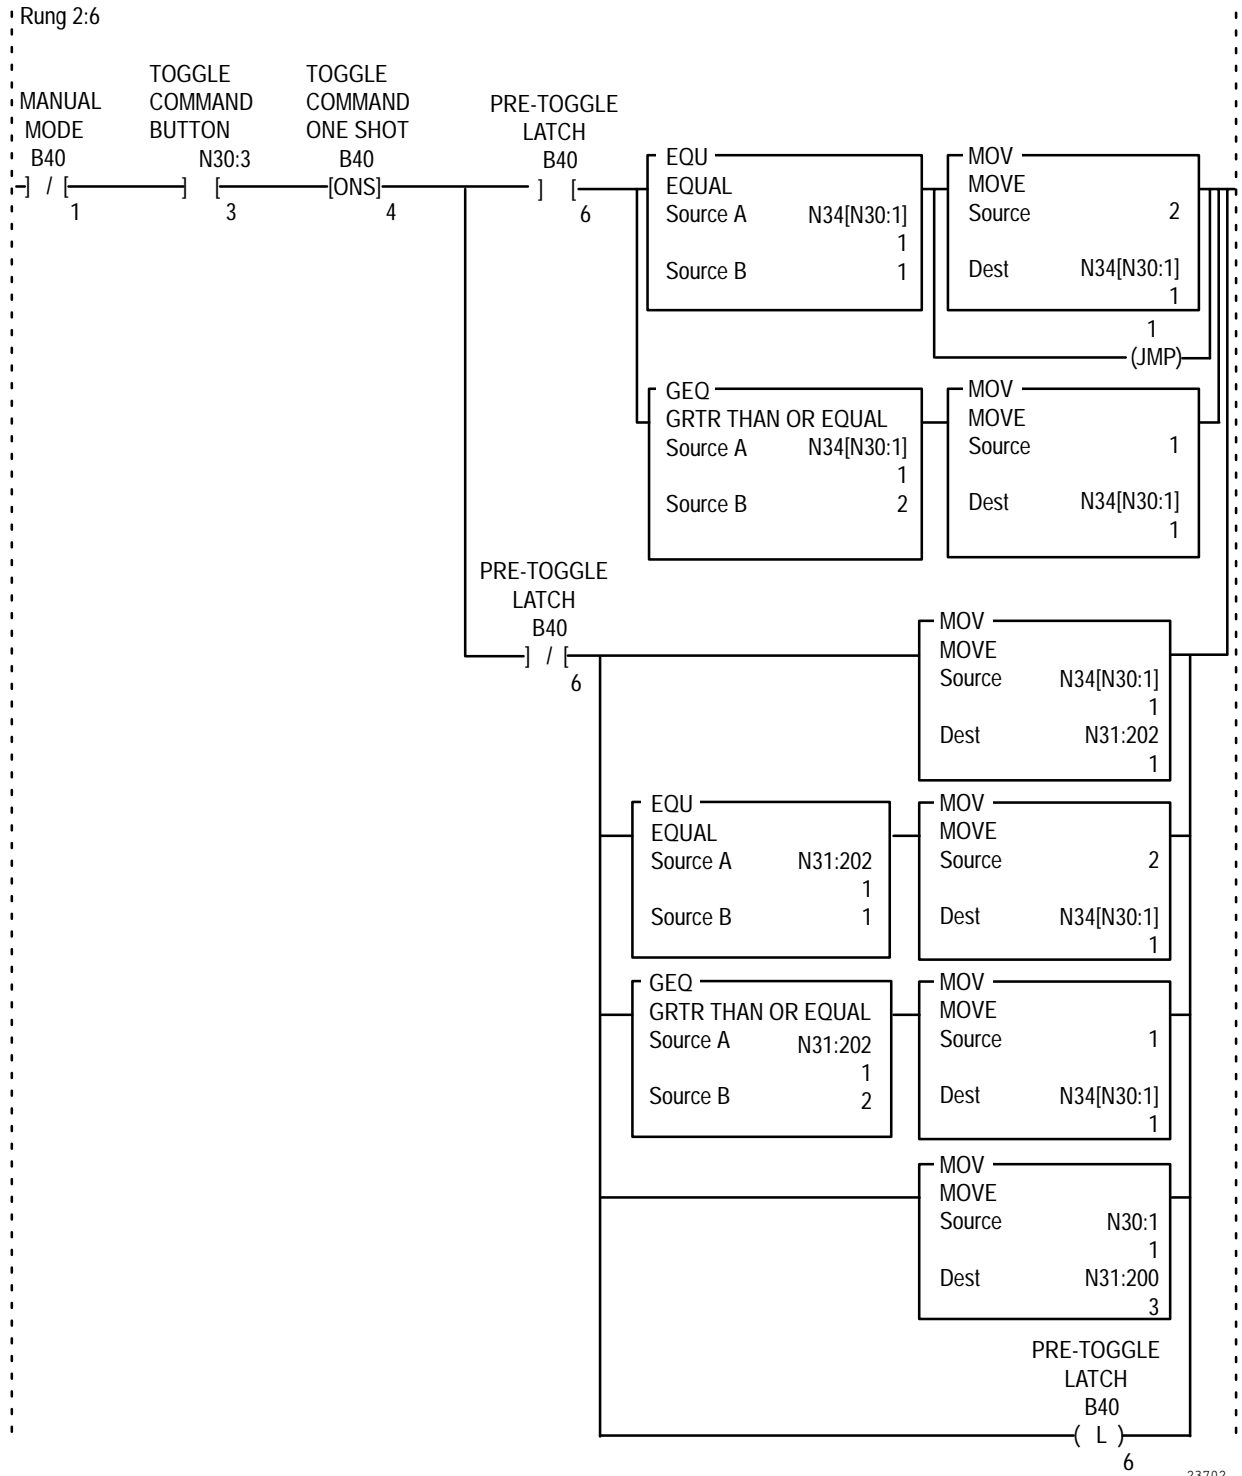 Rung 2:6
MANUAL
MODE
B40
] / [
1
TOGGLE
COMMAND
BUTTON
N30:3
] [
3
TOGGLE
COMMAND
ONE SHOT
B40
[ONS]
4
PRE-TOGGLE
LATCH
B40
] [
6
EQU
EQUAL
Source A N34[N30:1]
1
Source B 1
MOV
MOVE
Source 2
Dest N34[N30:1]
1
1
(JMP)
GEQ
GRTR THAN OR EQUAL
Source A N34[N30:1]
1
Source B 2
MOV
MOVE
Source 1
Dest N34[N30:1]
1
PRE-TOGGLE
LATCH
B40
] / [
6
MOV
MOVE
Source N34[N30:1]
1
Dest N31:202
1
EQU
EQUAL
Source A N31:202
1
Source B 1
MOV
MOVE
Source 2
Dest N34[N30:1]
1
GEQ
GRTR THAN OR EQUAL
Source A N31:202
1
Source B 2
MOV
MOVE
Source 1
Dest N34[N30:1]
1
MOV
MOVE
Source N30:1
1
Dest N31:200
3
PRE-TOGGLE
LATCH
B40
( L )
6
23702